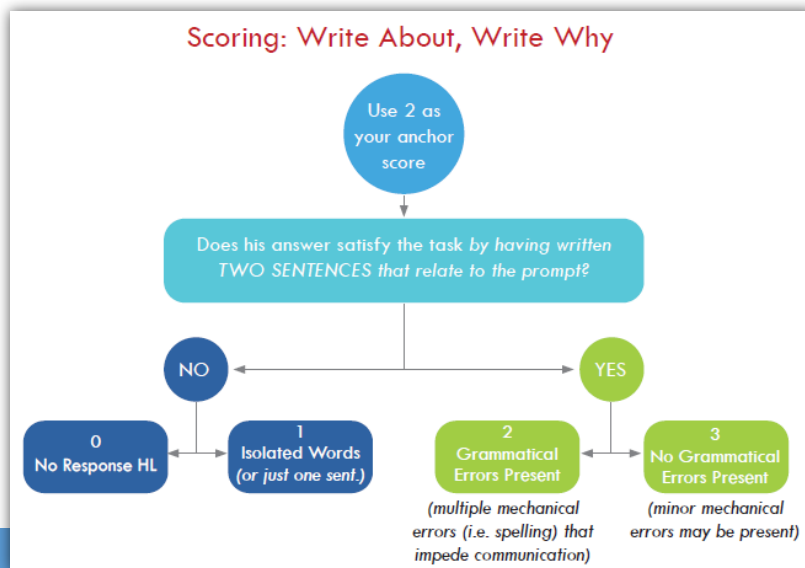 Scoring: Write About, Write Why
Use 2 as
your anchor
score
Does his answer satisfy the task by having written
TWO SENTENCES that relate to the prompt?
NO
YES
0
No Response HL
1
Isolated Words
(or just one sent.)
2
Grammatical
Errors Present
3
No Grammatical
Errors Present
(multiple mechanical
errors (i.e. spelling) that
impede communication)
(minor mechanical
errors may be present)